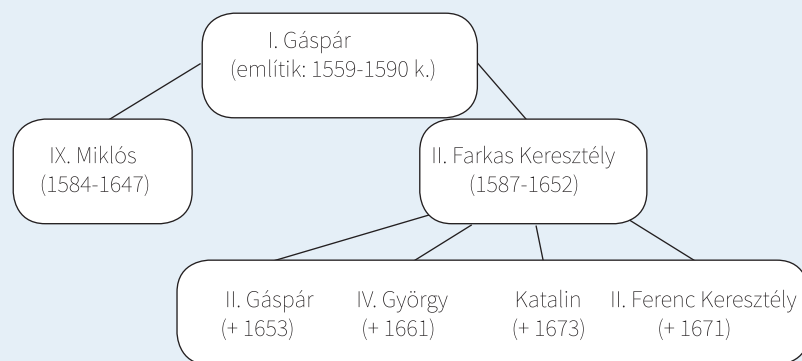 I. Gáspár
(említik: 1559-1590 k.)
IX. Miklós
(1584-1647)
II. Farkas Keresztély
(1587-1652)
II. Gáspár
(+ 1653)
IV. György
(+ 1661)
Katalin
(+ 1673)
II. Ferenc Keresztély
(+ 1671)